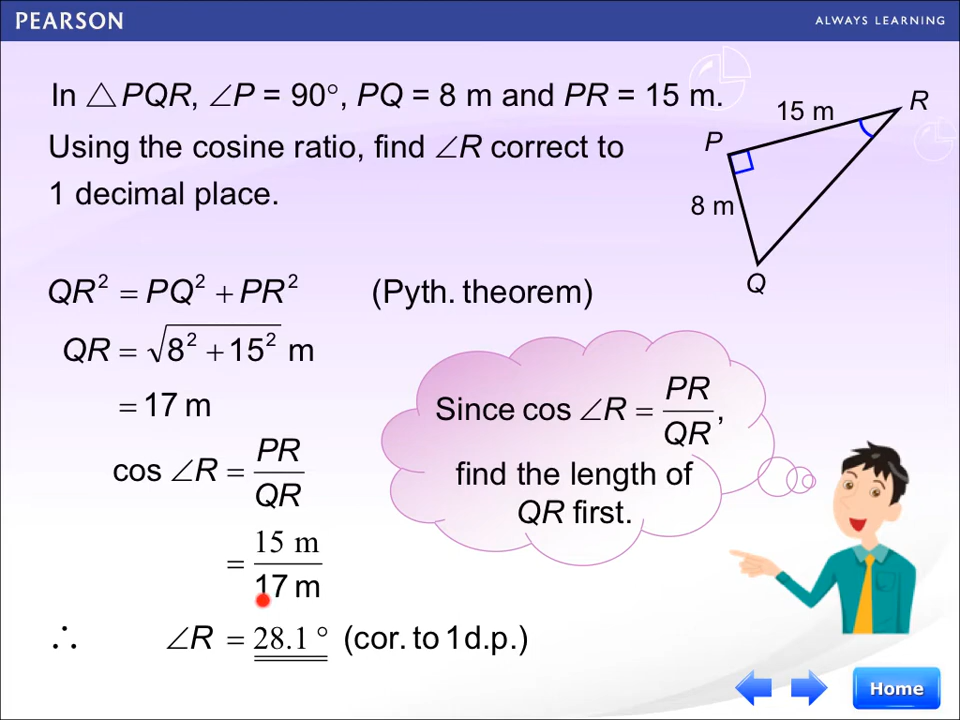 PEARSON
ALWAYS LEARNING
In △PQR, ∠P = 90°, PQ = 8 m and PR = 15 m.
Using the cosine ratio, find ∠R correct to
1 decimal place.
15 m
R
P
8 m
Q
QR² = PQ² + PR² (Pyth. theorem)
QR = √(8² + 15²) m
= 17 m
cos ∠R = PR/QR
= 15 m/17 m
∴ ∠R = 28.1° (cor. to 1 d.p.)
Since cos ∠R = PR/QR,
find the length of
QR first.
Home